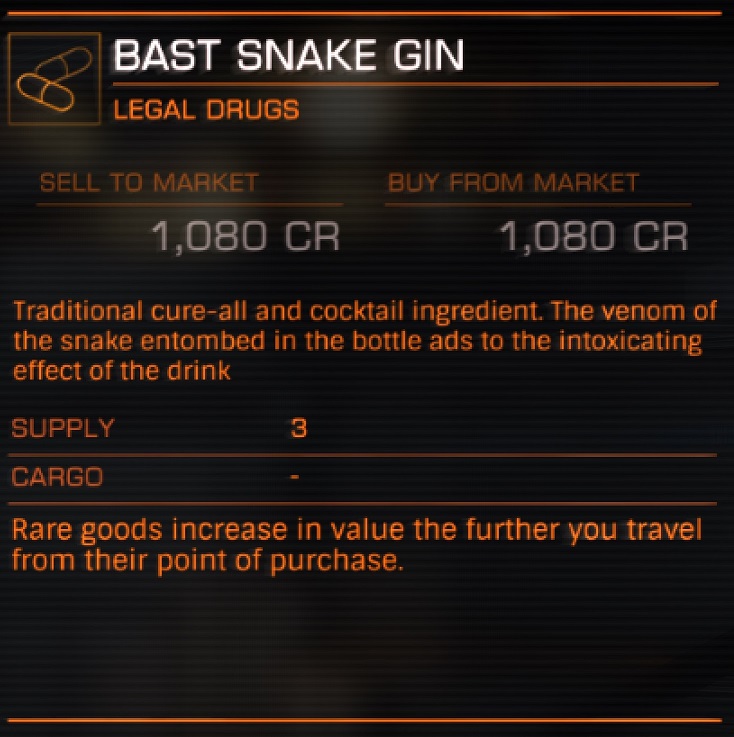 BAST SNAKE GIN
LEGAL DRUGS
SELL TO MARKET BUY FROM MARKET
1,080 CR 1,080 CR
Traditional cure-all and cocktail ingredient. The venom of
the snake entombed in the bottle ads to the intoxicating
effect of the drink
SUPPLY 3
CARGO -
Rare goods increase in value the further you travel
from their point of purchase.